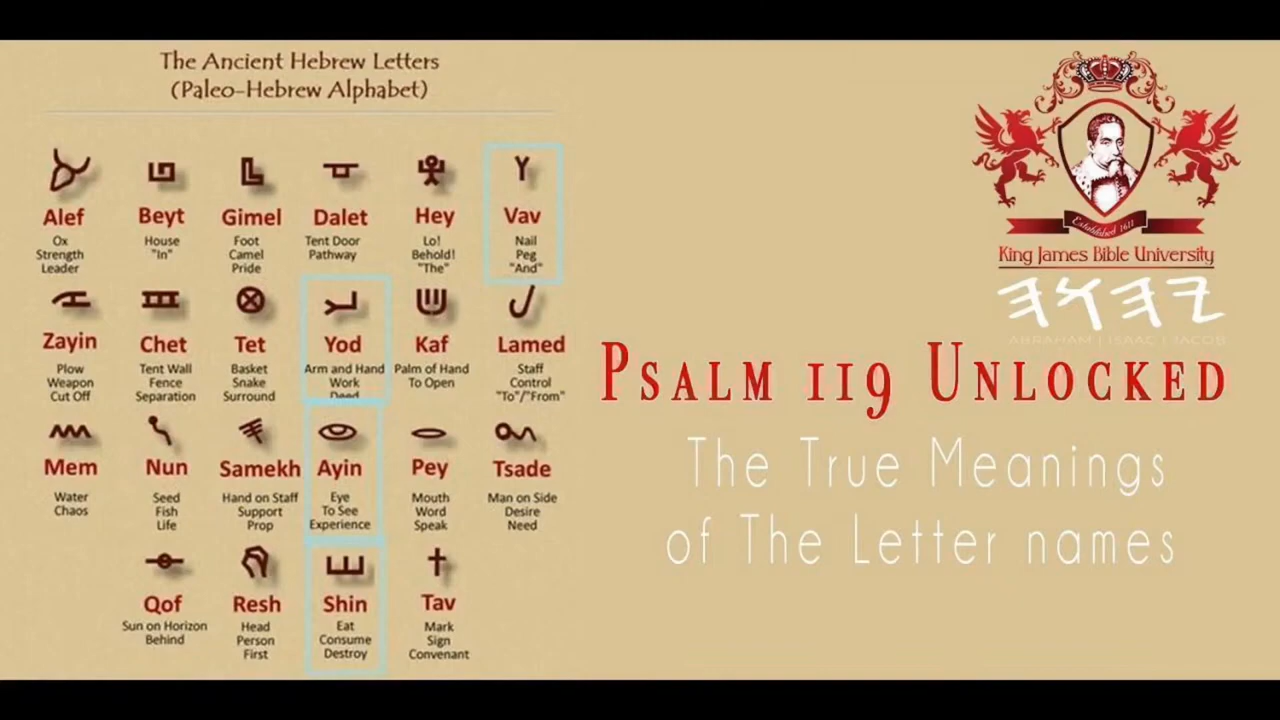 The Ancient Hebrew Letters
(Paleo-Hebrew Alphabet)
Alef
Ox
Strength
Leader
Beyt
House
"In"
Gimel
Foot
Camel
Pride
Dalet
Tent Door
Pathway
Hey
Lo!
Behold!
"The"
Vav
Nail
Peg
"And"
Zayin
Plow
Weapon
Cut Off
Chet
Tent Wall
Fence
Separation
Tet
Basket
Snake
Surround
Yod
Arm and Hand
Work
Deed
Kaf
Palm of Hand
To Open
Lamed
Staff
Control
"To"/"From"
Mem
Water
Chaos
Nun
Seed
Fish
Life
Samekh
Hand on Staff
Support
Prop
Ayin
Eye
To See
Experience
Pey
Mouth
Word
Speak
Tsade
Man on Side
Desire
Need
Qof
Sun on Horizon
Behind
Resh
Head
Person
First
Shin
Eat
Consume
Destroy
Tav
Mark
Sign
Convenant
Established 1611
King James Bible University
𐤉𐤄𐤅𐤄
ABRAHAM | ISAAC | JACOB
Psalm 119 Unlocked
The True Meanings
of The Letter names